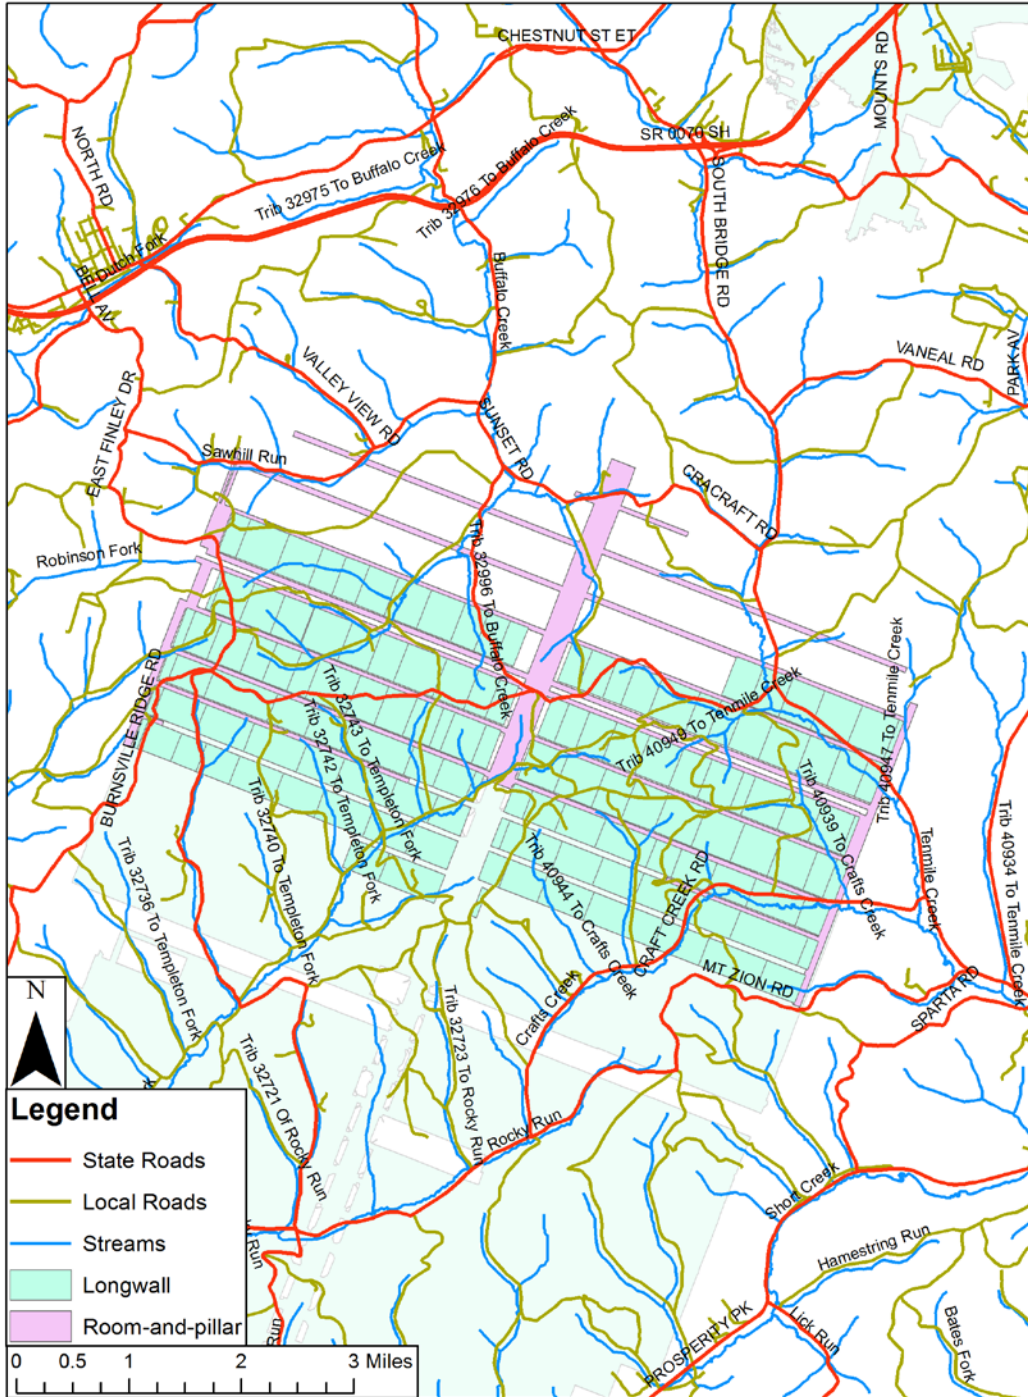 CHESTNUT ST ET
MOUNTS RD
SR 0070 SH
NORTH RD
Trib 32975 To Buffalo Creek
Trib 32976 To Buffalo Creek
SOUTH BRIDGE RD
Dutch Fork
BELL AV
Buffalo Creek
VANEAL RD
PARK AV
VALLEY VIEW RD
EAST FINLEY DR
SUNSET RD
Sawhill Run
CRACRAFT RD
Robinson Fork
Trib 32996 To Buffalo Creek
Trib 40947 To Tenmile Creek
BURNSVILLE RIDGE RD
Trib 32743 To Templeton Fork
Trib 32742 To Templeton Fork
Trib 40949 To Tenmile Creek
Trib 40939 To Crafts Creek
Trib 32740 To Templeton Fork
Trib 40934 To Tenmile Creek
Tenmile Creek
Trib 32736 To Templeton Fork
Trib 40944 To Crafts Creek
CRAFT CREEK RD
MT ZION RD
SPARTA RD
N
Crafts Creek
Trib 32723 To Rocky Run
Trib 32721 Of Rocky Run
Rocky Run
Short Creek
Hamestring Run
Lick Run
Bates Fork
PROSPERITY PK
Run
Run
Legend
State Roads
Local Roads
Streams
Longwall
Room-and-pillar
0 0.5 1 2 3 Miles